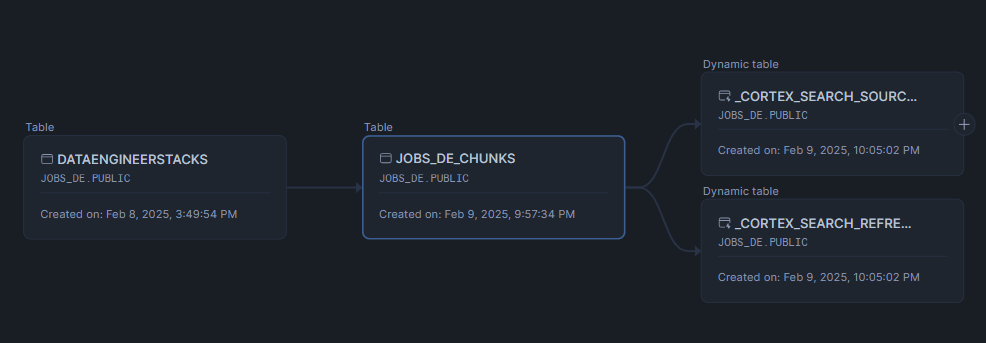 Table
DATAENGINEERSTACKS
JOBS_DE.PUBLIC
Created on: Feb 8, 2025, 3:49:54 PM
Table
JOBS_DE_CHUNKS
JOBS_DE.PUBLIC
Created on: Feb 9, 2025, 9:57:34 PM
Dynamic table
_CORTEX_SEARCH_SOURC...
JOBS_DE.PUBLIC
Created on: Feb 9, 2025, 10:05:02 PM
Dynamic table
_CORTEX_SEARCH_REFRE...
JOBS_DE.PUBLIC
Created on: Feb 9, 2025, 10:05:02 PM